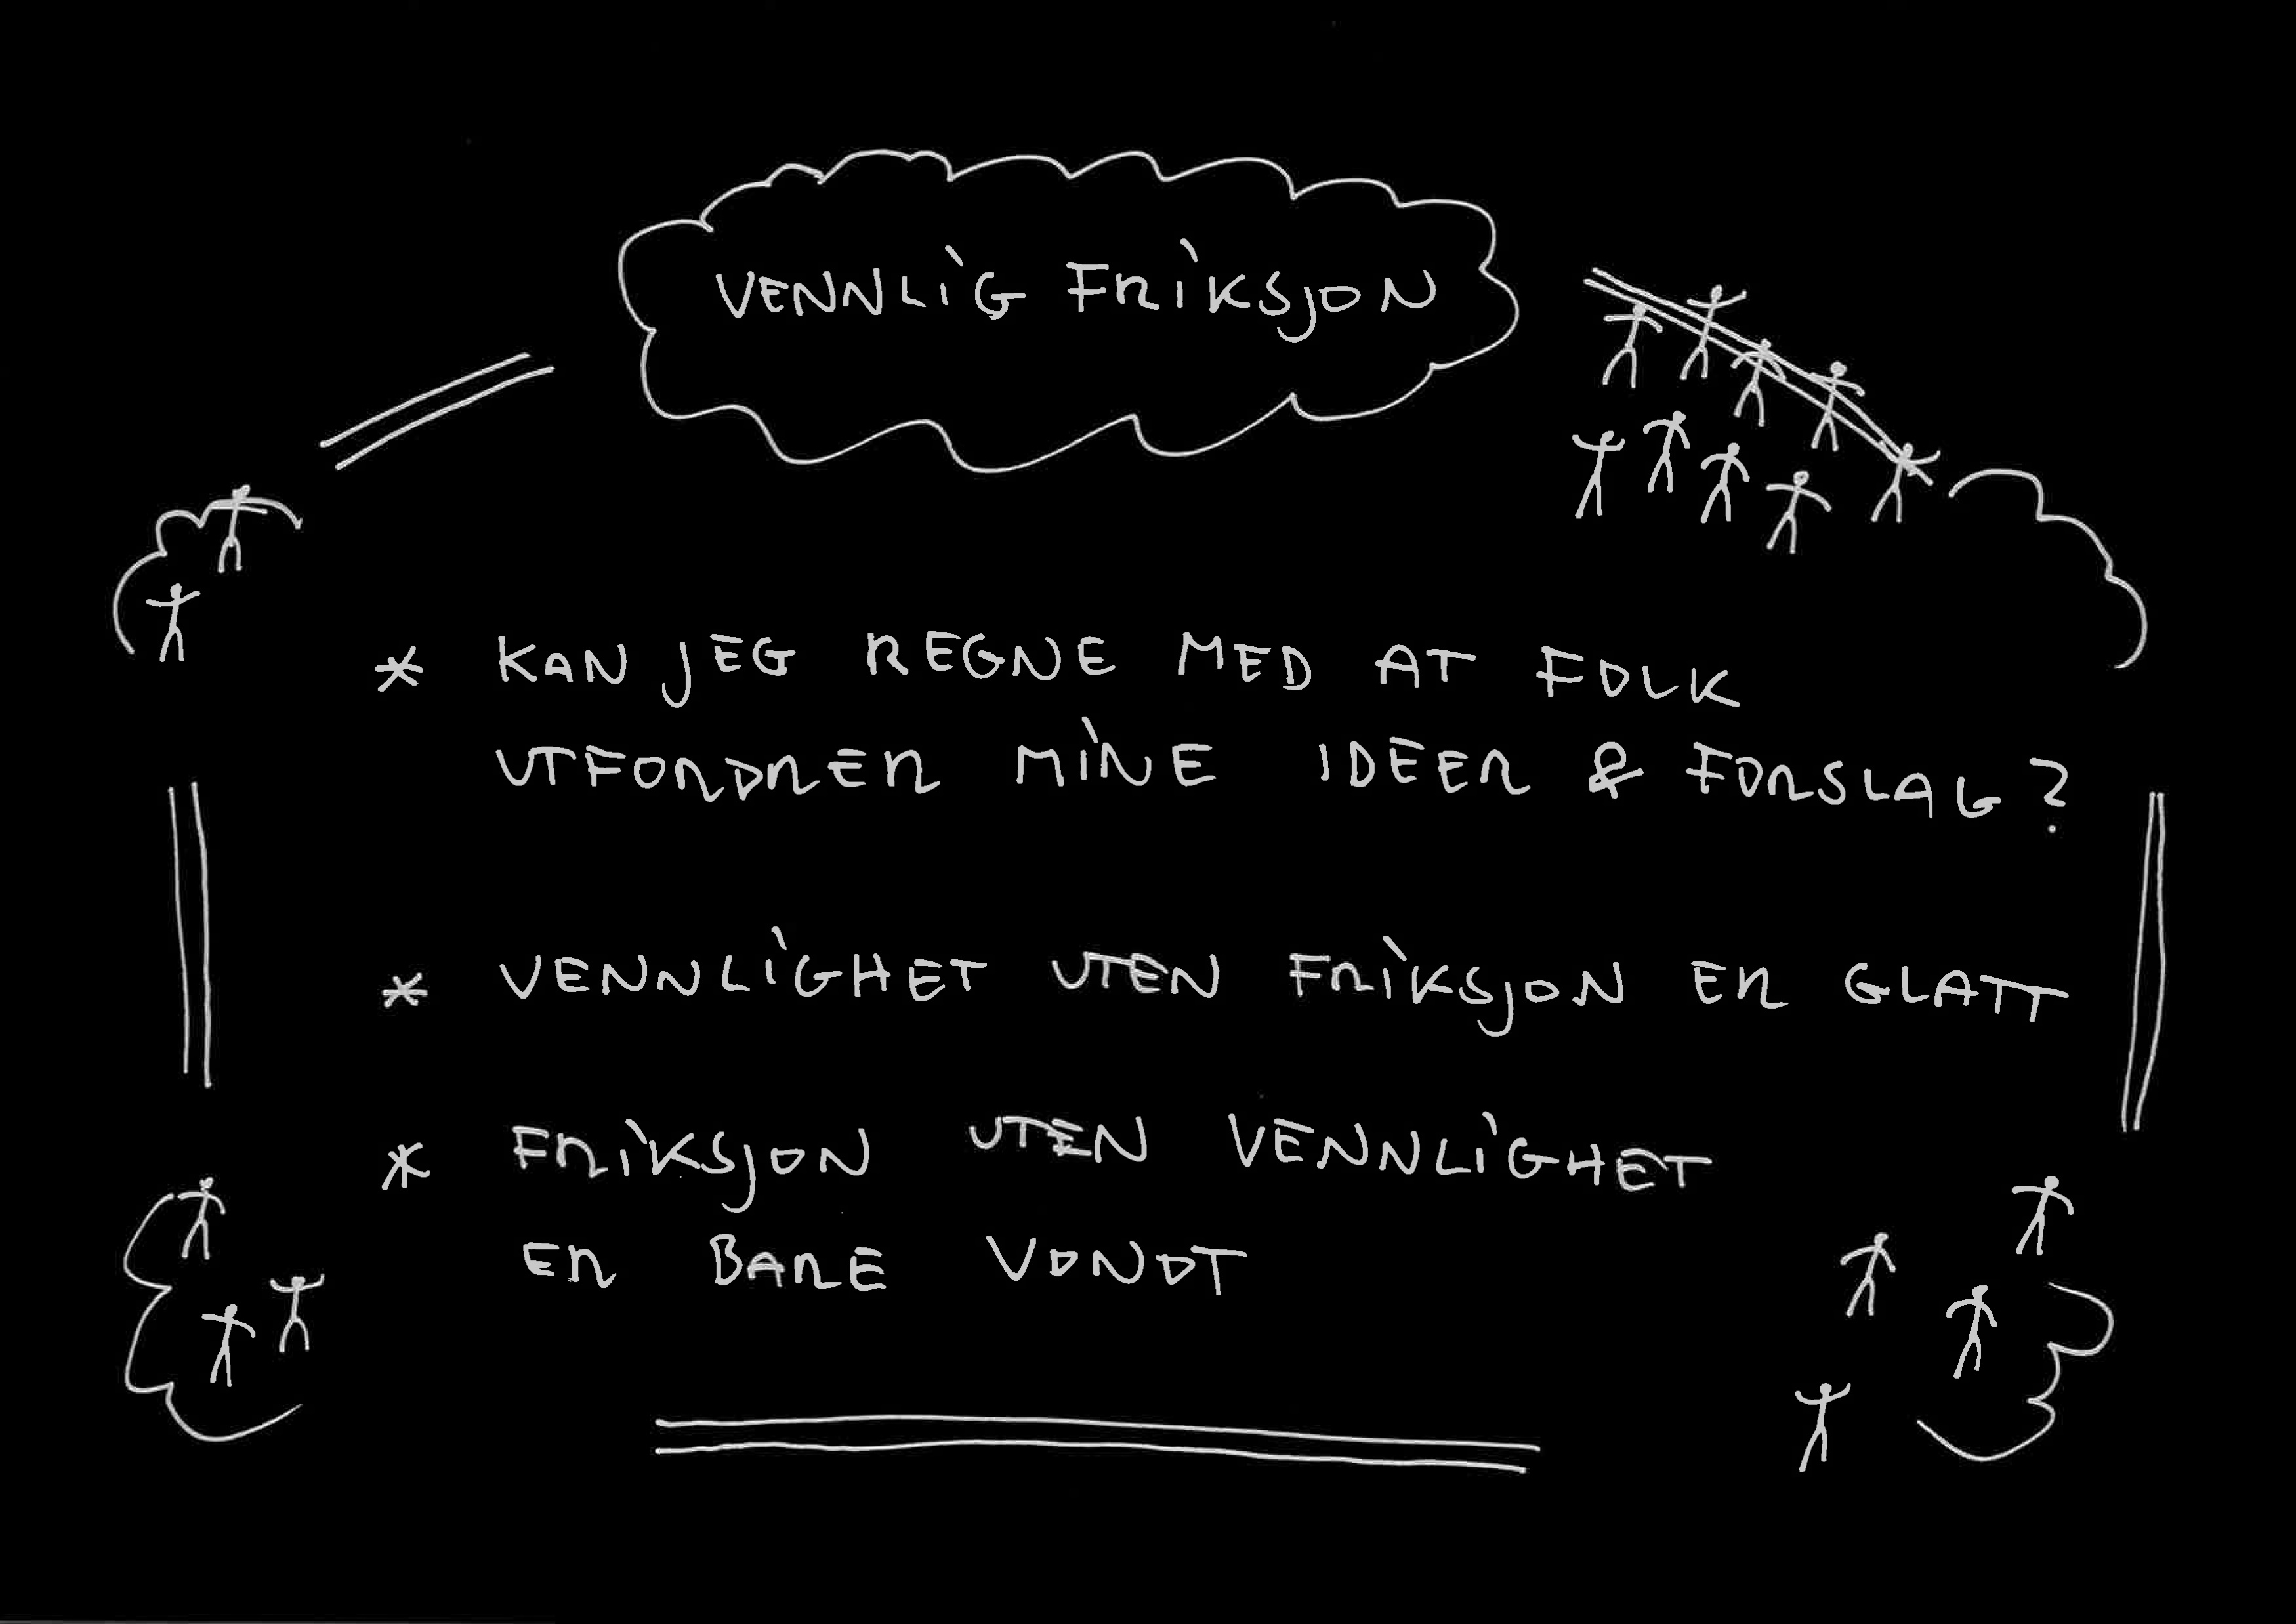 VENNLIG FRIKSJON
* KAN JEG REGNE MED AT FOLK
UTFORDRER MINE IDEER & FORSLAG?
* VENNLIGHET UTEN FRIKSJON ER GLATT
* FRIKSJON UTEN VENNLIGHET
ER BARE VONDT